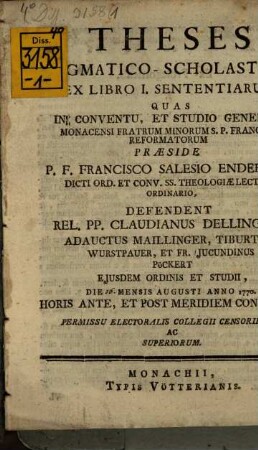 4° Diss. 3158 1
40
Diss.
3158
-1-
THESES
GMATICO-SCHOLAST
EX LIBRO I. SENTENTIARU
QUAS
IN CONVENTU, ET STUDIO GENE
MONACENSI FRATRUM MINORUM S. P. FRANC
REFORMATORUM
PRÆSIDE
P. F. FRANCISCO SALESIO ENDER
DICTI ORD. ET CONV. SS. THEOLOGIÆ LECT
ORDINARIO,
DEFENDENT
REL. PP. CLAUDIANUS DELLING
ADAUCTUS MAILLINGER, TIBURT
WURSTPAUER, ET FR. JUCUNDINUS
PöCKERT
EJUSDEM ORDINIS ET STUDII,
DIE MENSIS AUGUSTI ANNO 1770.
HORIS ANTE, ET POST MERIDIEM CON
PERMISSU ELECTORALIS COLLEGII CENSORII
AC
SUPERIORUM.
MONACHII,
TYPIS VÖTTERIANIS.